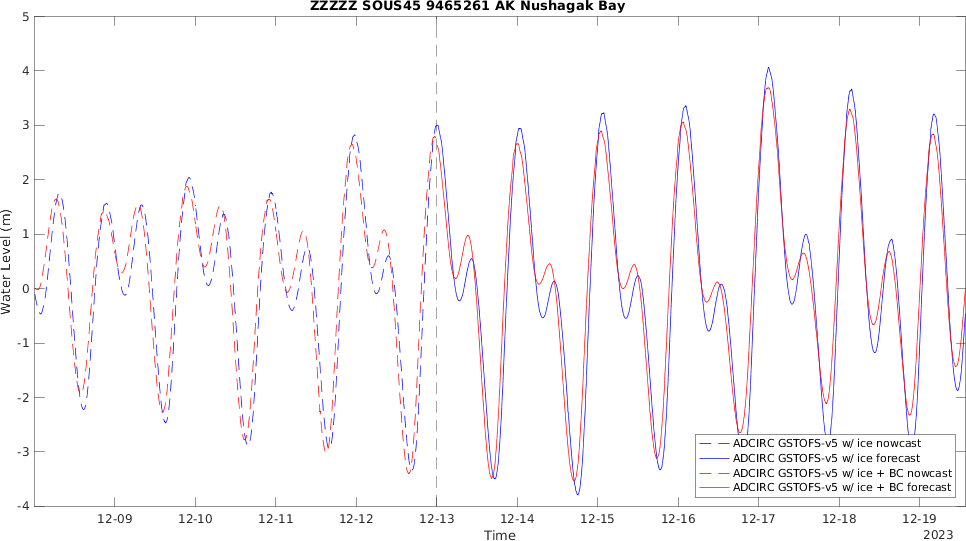 ZZZZZ SOUS45 9465261 AK Nushagak Bay
5
4
3
2
1
0
-1
-2
-3
-4
Water Level (m)
ADCIRC GSTOFS-v5 w/ ice nowcast
ADCIRC GSTOFS-v5 w/ ice forecast
ADCIRC GSTOFS-v5 w/ ice + BC nowcast
ADCIRC GSTOFS-v5 w/ ice + BC forecast
12-09 12-10 12-11 12-12 12-13 12-14 12-15 12-16 12-17 12-18 12-19
Time
2023